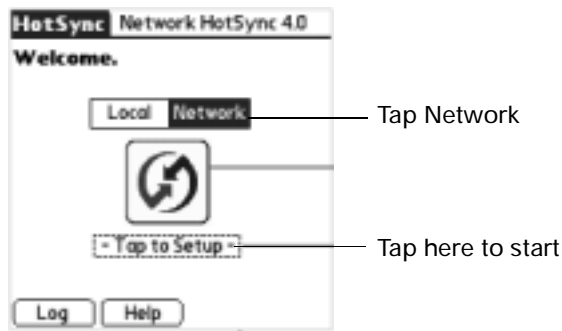 HotSync Network HotSync 4.0
Welcome.
Local Network
Tap Network
- Tap to Setup -
Tap here to start
Log Help